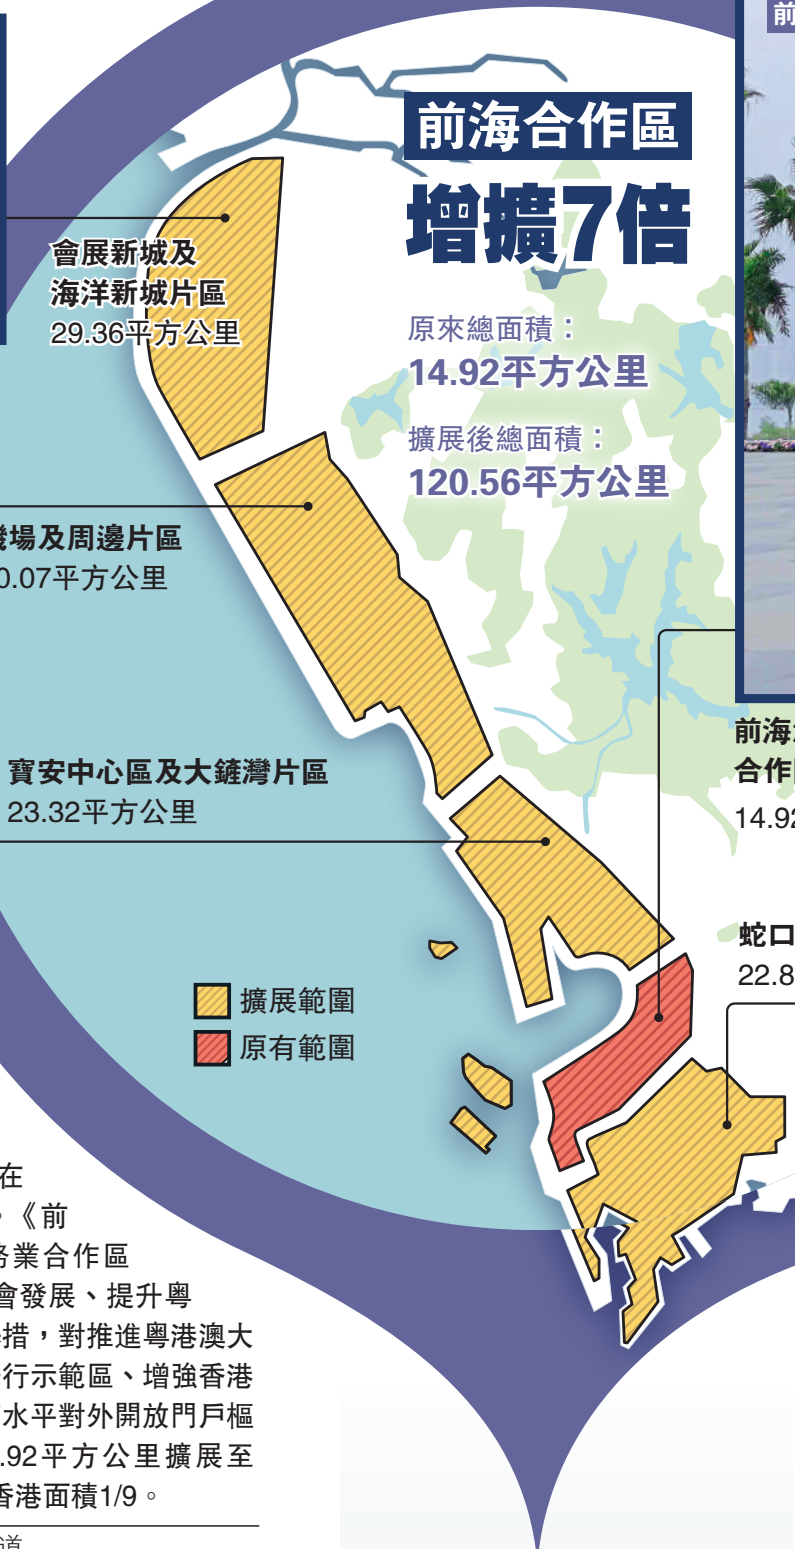 前
前海合作區
增擴7倍
原來總面積：
14.92平方公里
擴展後總面積：
120.56平方公里
會展新城及
海洋新城片區
29.36平方公里
場及周邊片區
0.07平方公里
寶安中心區及大鏟灣片區
23.32平方公里
前海
合作
14.92
蛇口
22.8
擴展範圍
原有範圍
在
。《前
務業合作區
會發展、提升粵
措，對推進粵港澳大
行示範區、增強香港
水平對外開放門戶樞
.92平方公里擴展至
香港面積1/9。